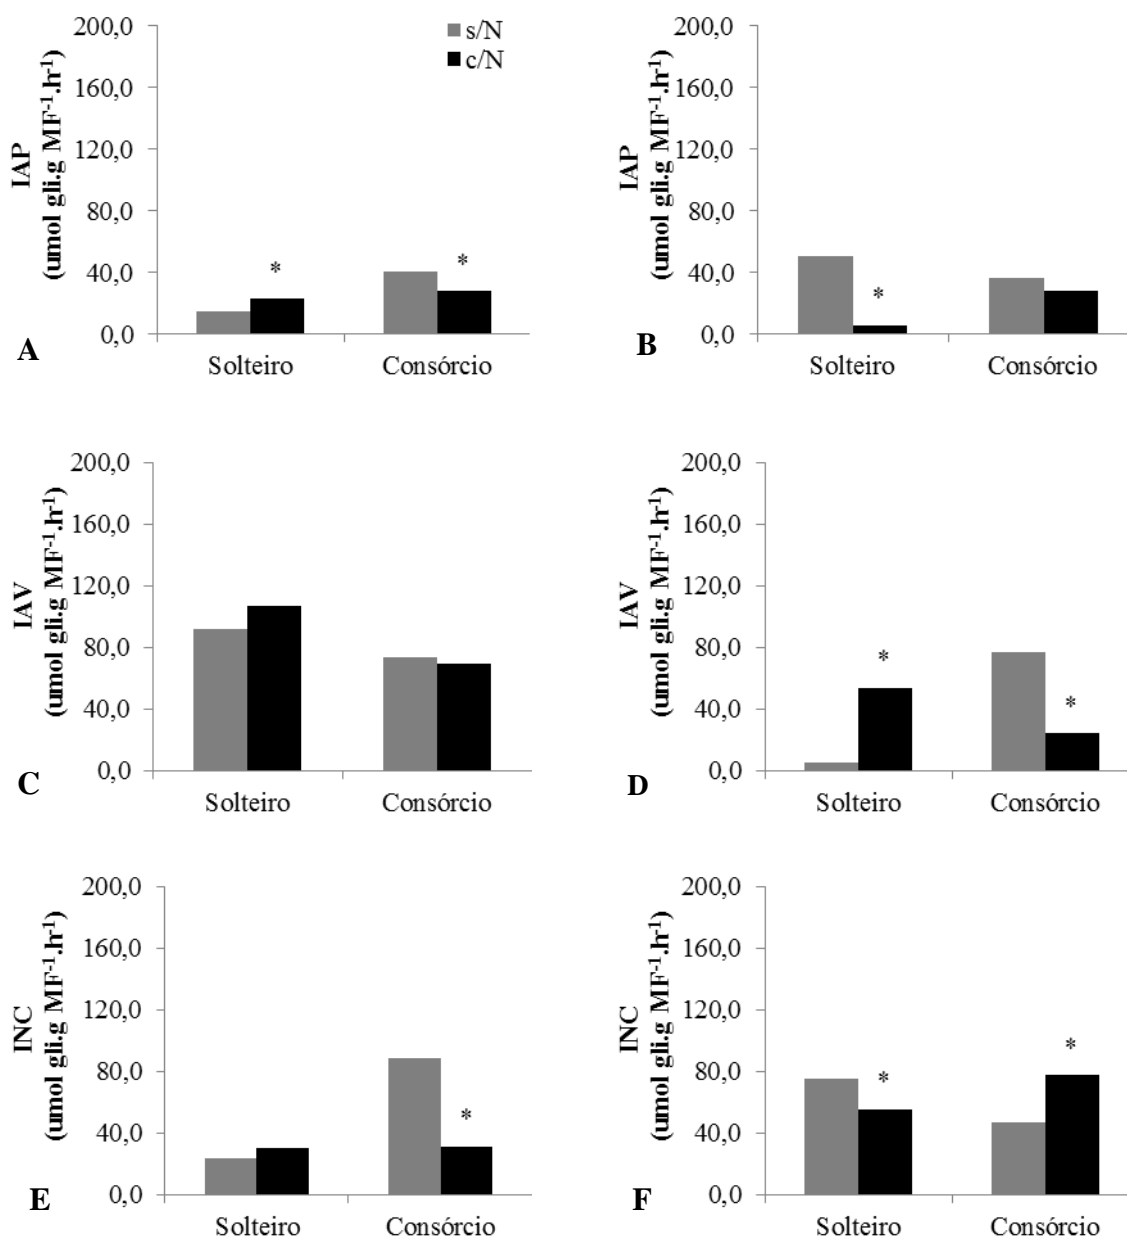 200,0
160,0
120,0
80,0
40,0
0,0
IAP
(umol gli.g MF⁻¹.h⁻¹)
s/N
c/N
*
*
Solteiro Consórcio
A
200,0
160,0
120,0
80,0
40,0
0,0
IAP
(umol gli.g MF⁻¹.h⁻¹)
*
Solteiro Consórcio
B
200,0
160,0
120,0
80,0
40,0
0,0
IAV
(umol gli.g MF⁻¹.h⁻¹)
Solteiro Consórcio
C
200,0
160,0
120,0
80,0
40,0
0,0
IAV
(umol gli.g MF⁻¹.h⁻¹)
*
*
Solteiro Consórcio
D
200,0
160,0
120,0
80,0
40,0
0,0
INC
(umol gli.g MF⁻¹.h⁻¹)
*
Solteiro Consórcio
E
200,0
160,0
120,0
80,0
40,0
0,0
INC
(umol gli.g MF⁻¹.h⁻¹)
*
*
Solteiro Consórcio
F